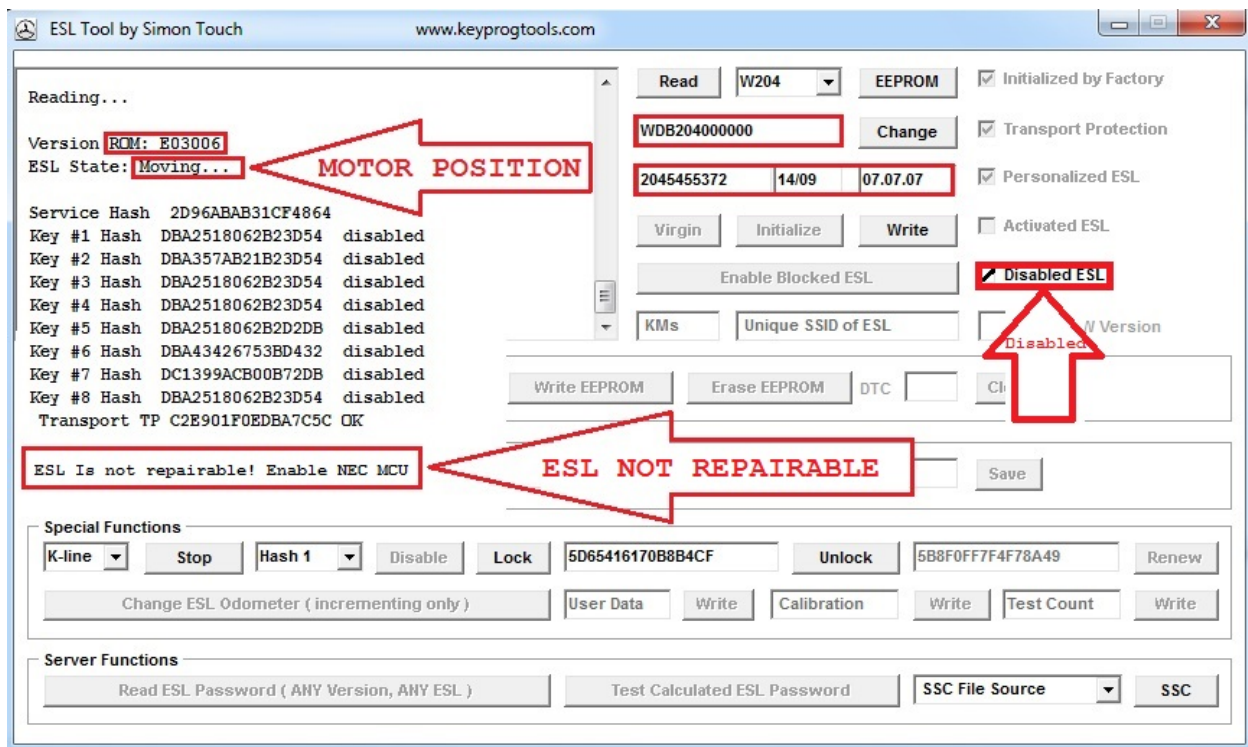 ESL Tool by Simon Touch www.keyprogtools.com
Reading...
Version ROM: E03006
ESL State: Moving...
MOTOR POSITION
Service Hash 2D96ABAB31CF4864
Key #1 Hash DBA2518062B23D54 disabled
Key #2 Hash DBA357AB21B23D54 disabled
Key #3 Hash DBA2518062B23D54 disabled
Key #4 Hash DBA2518062B23D54 disabled
Key #5 Hash DBA2518062B2D2DB disabled
Key #6 Hash DBA43426753BD432 disabled
Key #7 Hash DC1399ACB00B72DB disabled
Key #8 Hash DBA2518062B23D54 disabled
Transport TP C2E901F0EDBA7C5C OK
ESL Is not repairable! Enable NEC MCU
ESL NOT REPAIRABLE
Read W204 EEPROM Initialized by Factory
WDB204000000 Change Transport Protection
2045455372 14/09 07.07.07 Personalized ESL
Virgin Initialize Write Activated ESL
Enable Blocked ESL Disabled ESL
KMs Unique SSID of ESL Version
Disabled
Write EEPROM Erase EEPROM DTC
Save
Special Functions
K-line Stop Hash 1 Disable Lock 5D65416170B8B4CF Unlock 5B8F0FF7F4F78A49 Renew
Change ESL Odometer ( incrementing only ) User Data Write Calibration Write Test Count Write
Server Functions
Read ESL Password ( ANY Version, ANY ESL ) Test Calculated ESL Password SSC File Source SSC